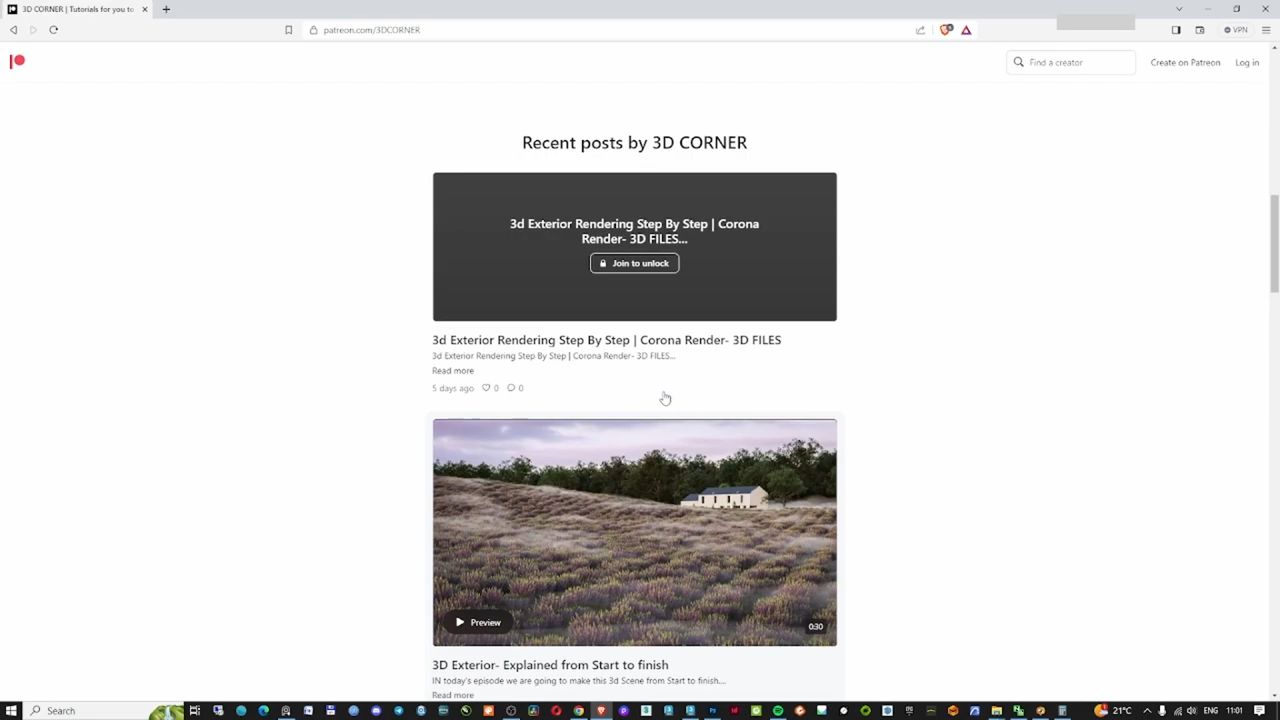 3D CORNER | Tutorials for you to
patreon.com/3DCORNER
VPN
Find a creator
Create on Patreon
Log in
Recent posts by 3D CORNER
3d Exterior Rendering Step By Step | Corona
Render- 3D FILES...
Join to unlock
3d Exterior Rendering Step By Step | Corona Render- 3D FILES
3d Exterior Rendering Step By Step | Corona Render- 3D FILES...
Read more
5 days ago 0 0
Preview
0:30
3D Exterior- Explained from Start to finish
IN today's episode we are going to make this 3d Scene from Start to finish....
Read more
Search
21°C
ENG
11:01